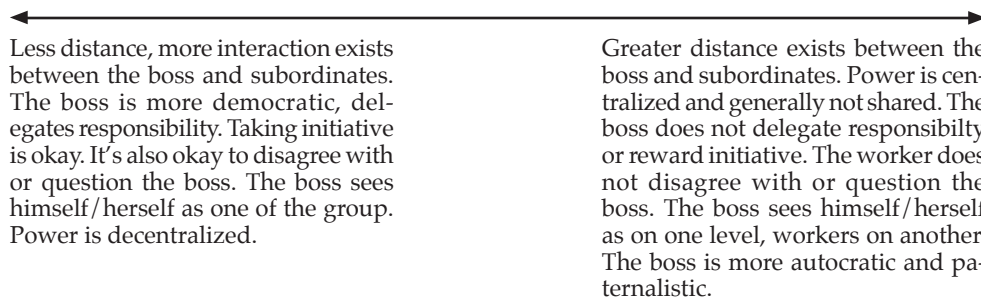 Less distance, more interaction exists
between the boss and subordinates.
The boss is more democratic, del-
egates responsibility. Taking initiative
is okay. It's also okay to disagree with
or question the boss. The boss sees
himself/herself as one of the group.
Power is decentralized.
Greater distance exists between the
boss and subordinates. Power is cen-
tralized and generally not shared. The
boss does not delegate responsibilty
or reward initiative. The worker does
not disagree with or question the
boss. The boss sees himself/herself
as on one level, workers on another
The boss is more autocratic and pa-
ternalistic.